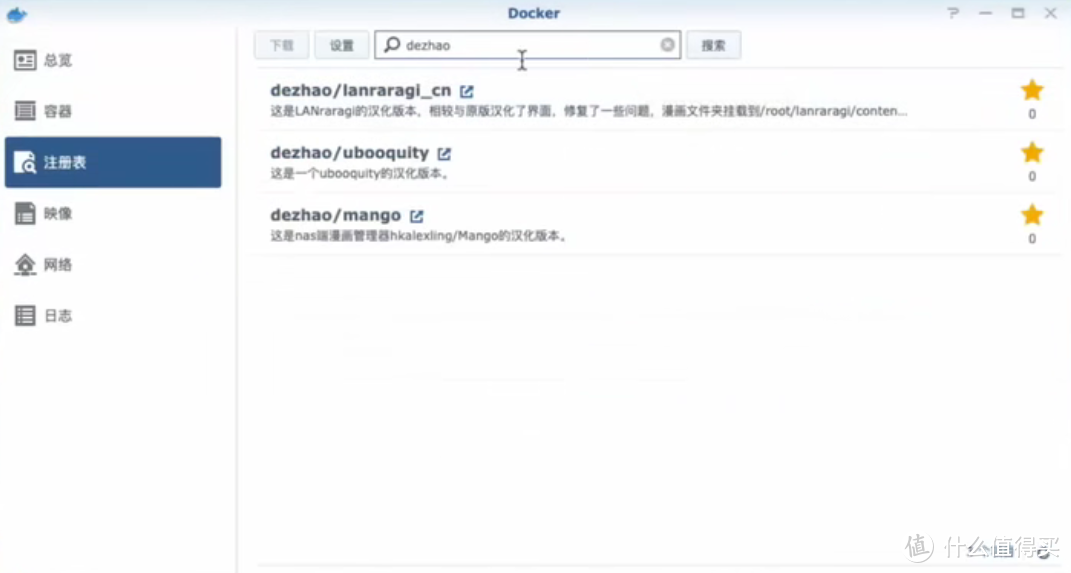 Docker
下载 设置 dezhao 搜索
总览
容器
注册表
映像
网络
日志
dezhao/lanraragi_cn
这是LANraragi的汉化版本，相较与原版汉化了界面，修复了一些问题，漫画文件夹挂载到/root/lanraragi/conten...
0
dezhao/ubooquity
这是一个ubooquity的汉化版本。
0
dezhao/mango
这是nas端漫画管理器hkalexling/Mango的汉化版本。
0
值 什么值得买